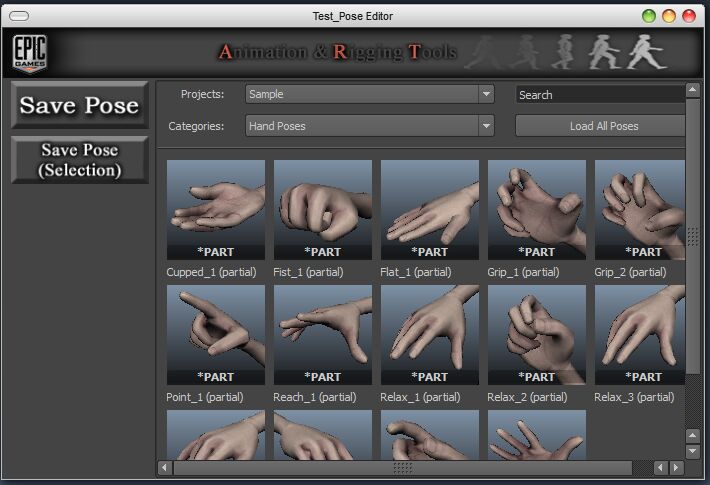 Test_Pose Editor
EPIC
GAMES
Animation & Rigging Tools
Save Pose
Save Pose
(Selection)
Projects:
Sample
Search
Categories:
Hand Poses
Load All Poses
*PART
*PART
*PART
*PART
*PART
Cupped_1 (partial)
Fist_1 (partial)
Flat_1 (partial)
Grip_1 (partial)
Grip_2 (partial)
*PART
*PART
*PART
*PART
*PART
Point_1 (partial)
Reach_1 (partial)
Relax_1 (partial)
Relax_2 (partial)
Relax_3 (partial)